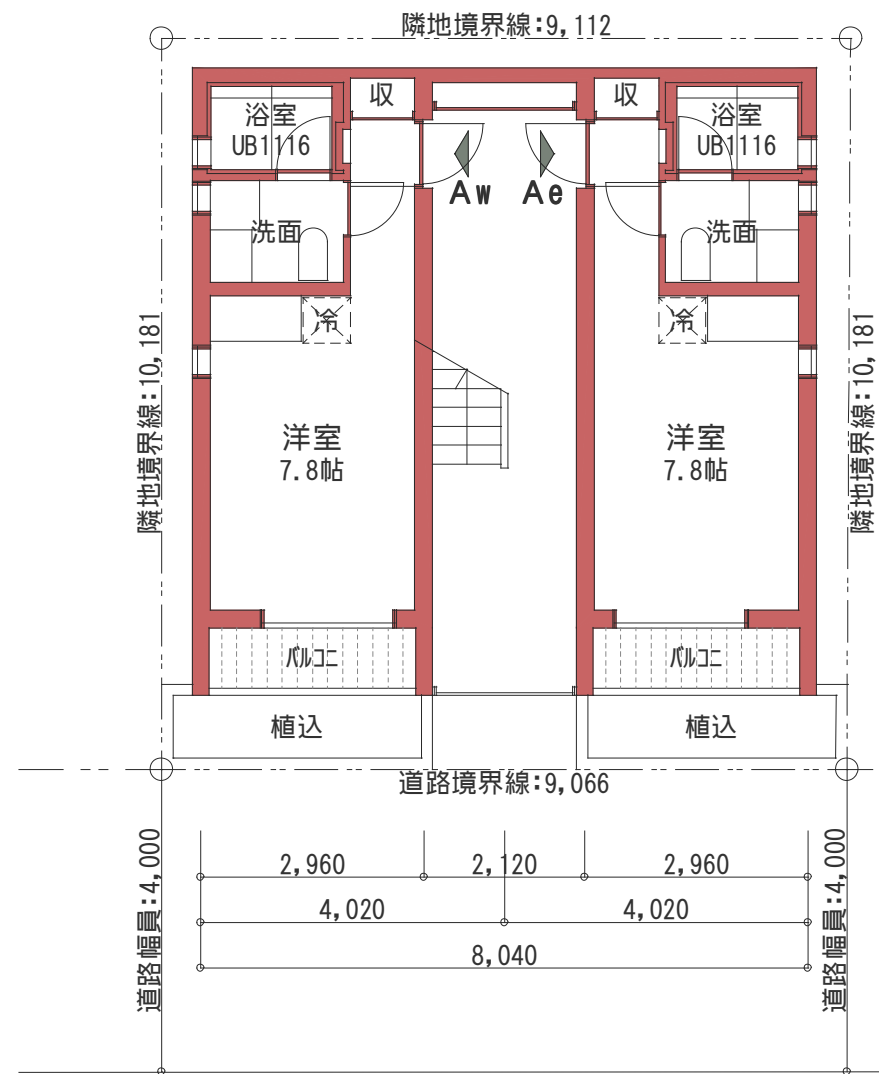 隣地境界線:9,112
収
収
浴室
UB1116
浴室
UB1116
Aw
Ae
洗面
洗面
冷
冷
隣地境界線:10,181
隣地境界線:10,181
洋室
7.8帖
洋室
7.8帖
バルコニー
バルコニー
植込
植込
道路境界線:9,066
道路幅員:4,000
道路幅員:4,000
2,960
2,120
2,960
4,020
4,020
8,040